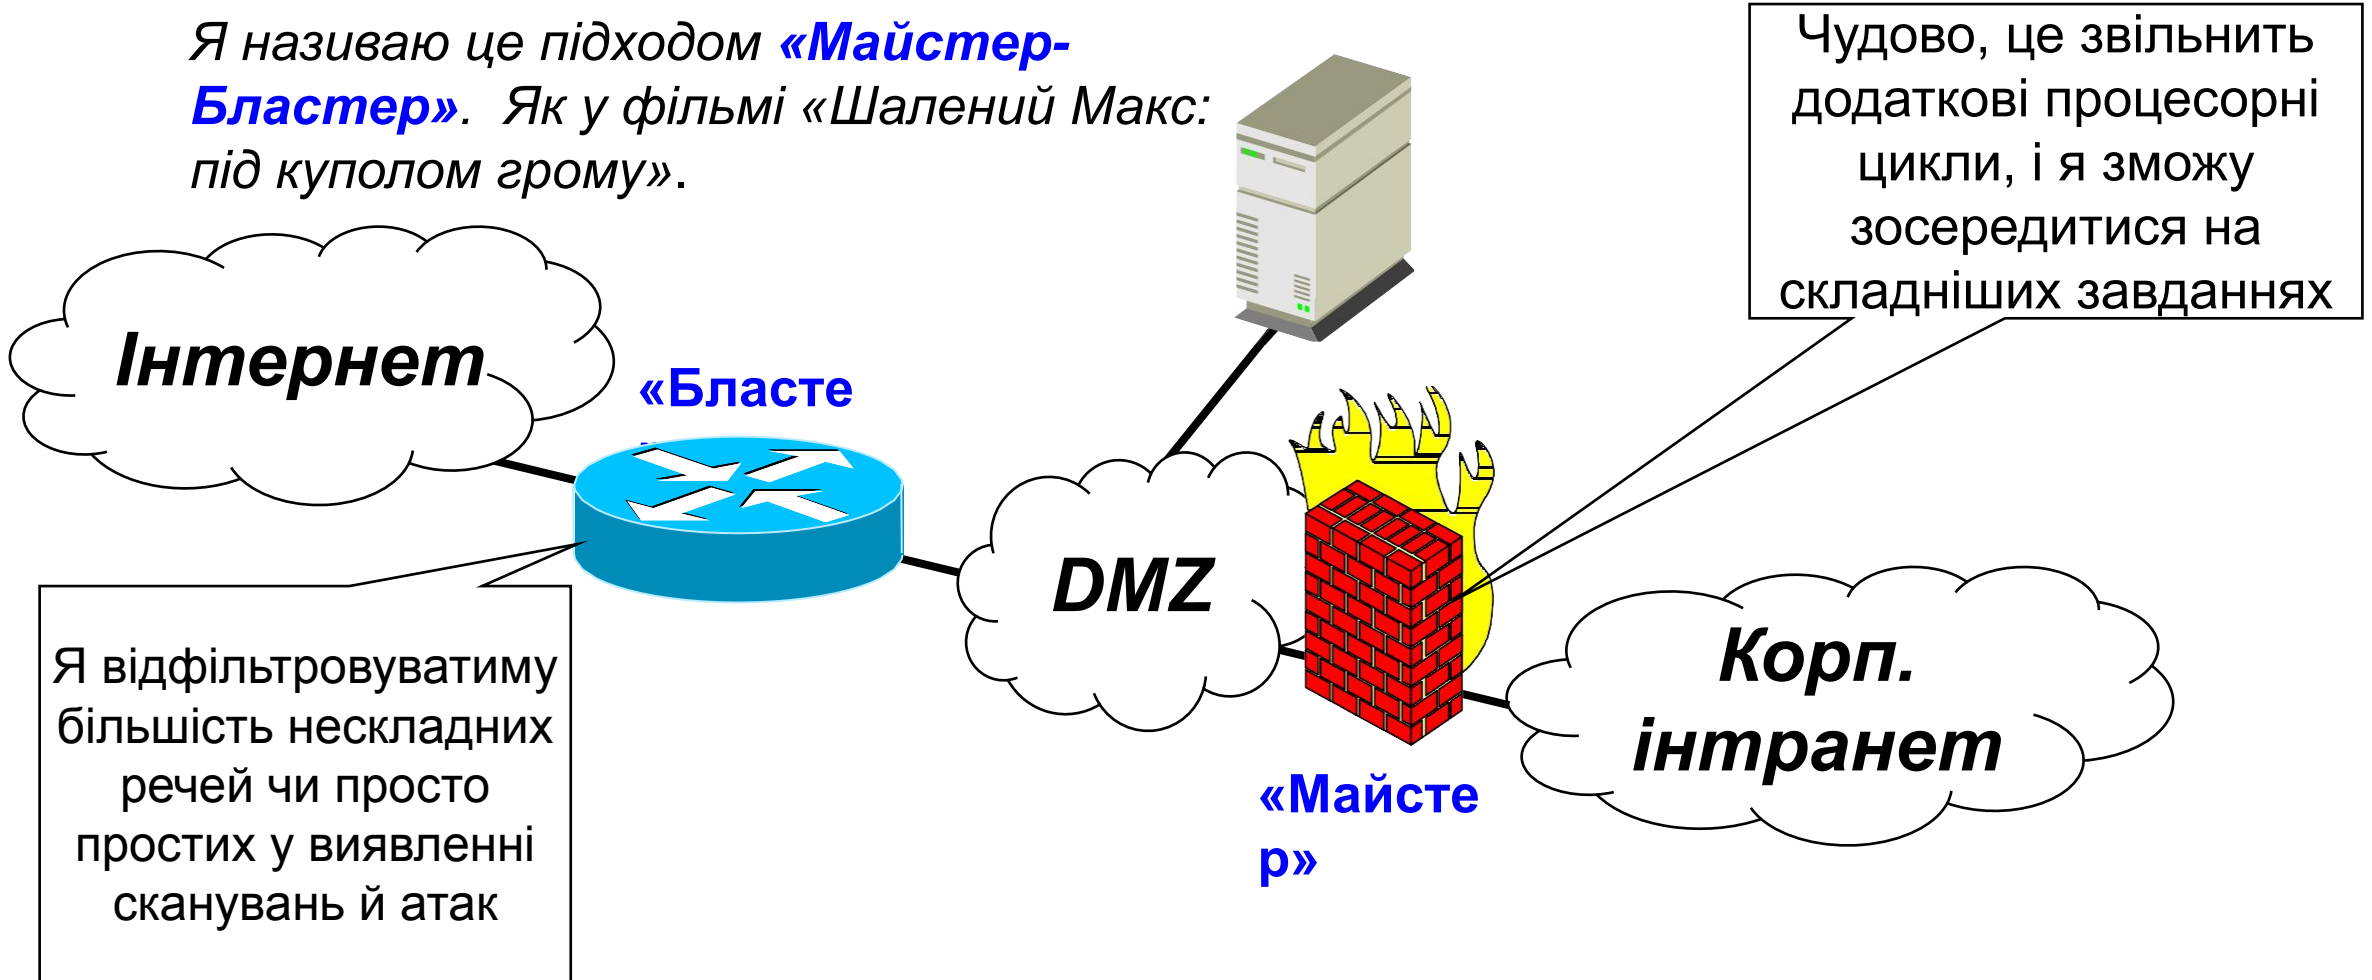 Я називаю це підходом «Майстер-
Бластер». Як у фільмі «Шалений Макс:
під куполом грому».
Чудово, це звільнить
додаткові процесорні
цикли, і я зможу
зосередитися на
складніших завданнях
Інтернет
«Бласте
DMZ
Корп.
інтранет
«Майсте
р»
Я відфільтровуватиму
більшість нескладних
речей чи просто
простих у виявленні
сканувань й атак